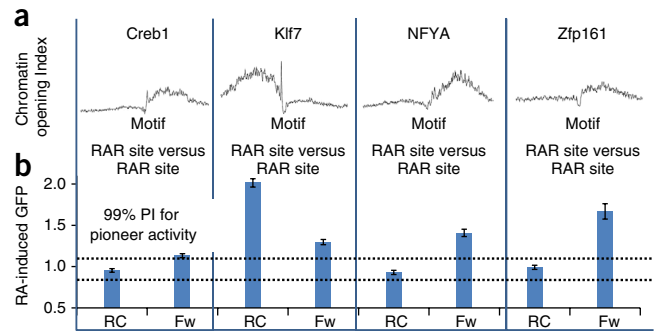 a
Creb1 Klf7 NFYA Zfp161
Chromatin
opening Index
Motif Motif Motif Motif
b
RAR site versus RAR site versus RAR site versus RAR site versus
RAR site RAR site RAR site RAR site
RA-induced GFP
2.0
1.5
1.0
0.5
99% PI for
pioneer activity
RC Fw RC Fw RC Fw RC Fw